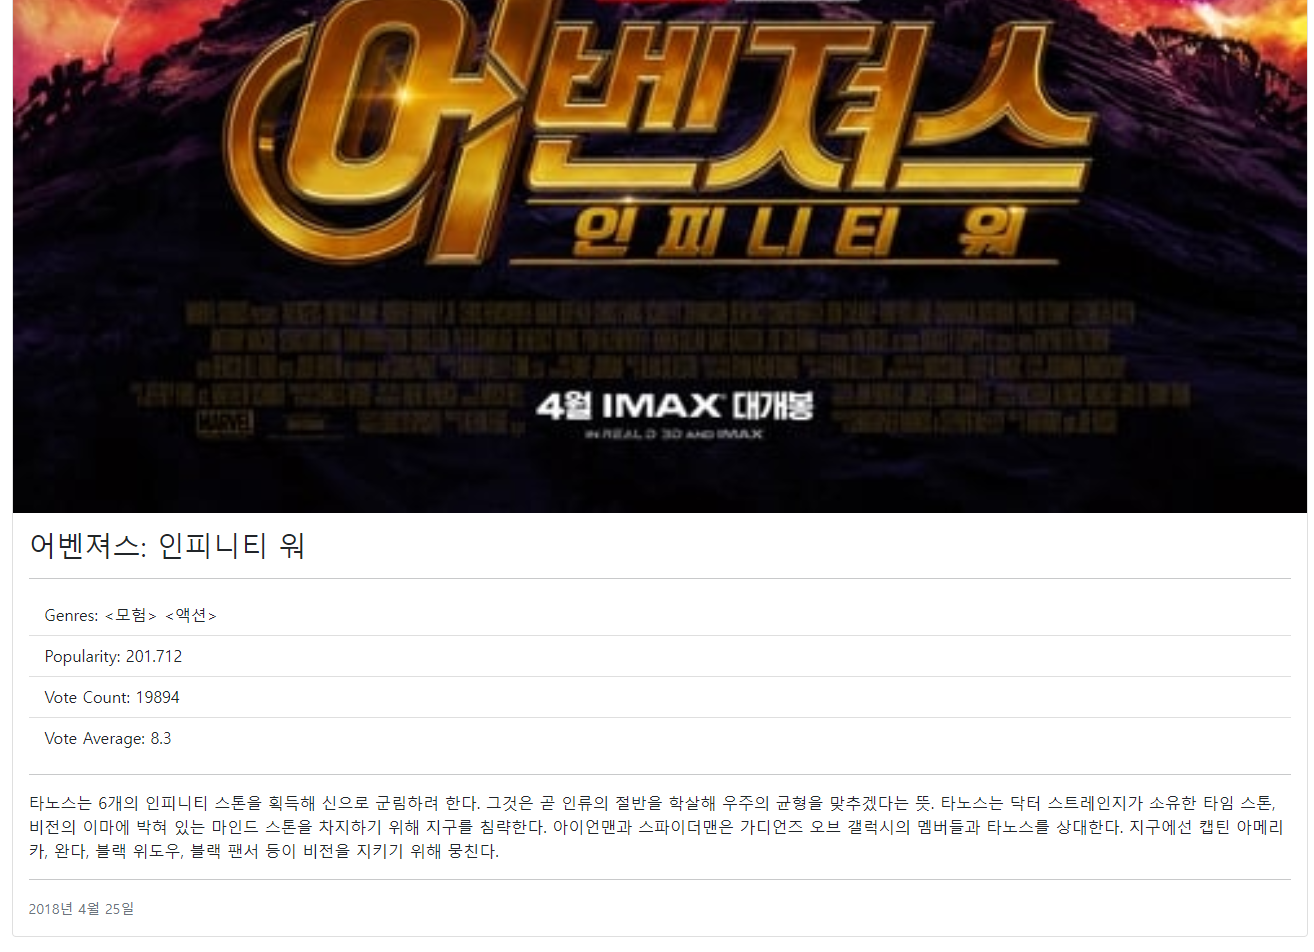 어벤져스
인피니티 워
4월 IMAX 대개봉
IN REAL D 3D AND IMAX
MARVEL
어벤져스: 인피니티 워
Genres: <모험> <액션>
Popularity: 201.712
Vote Count: 19894
Vote Average: 8.3
타노스는 6개의 인피니티 스톤을 획득해 신으로 군림하려 한다. 그것은 곧 인류의 절반을 학살해 우주의 균형을 맞추겠다는 뜻. 타노스는 닥터 스트레인지가 소유한 타임 스톤,
비전의 이마에 박혀 있는 마인드 스톤을 차지하기 위해 지구를 침략한다. 아이언맨과 스파이더맨은 가디언즈 오브 갤럭시의 멤버들과 타노스를 상대한다. 지구에선 캡틴 아메리
카, 완다, 블랙 위도우, 블랙 팬서 등이 비전을 지키기 위해 뭉친다.
2018년 4월 25일